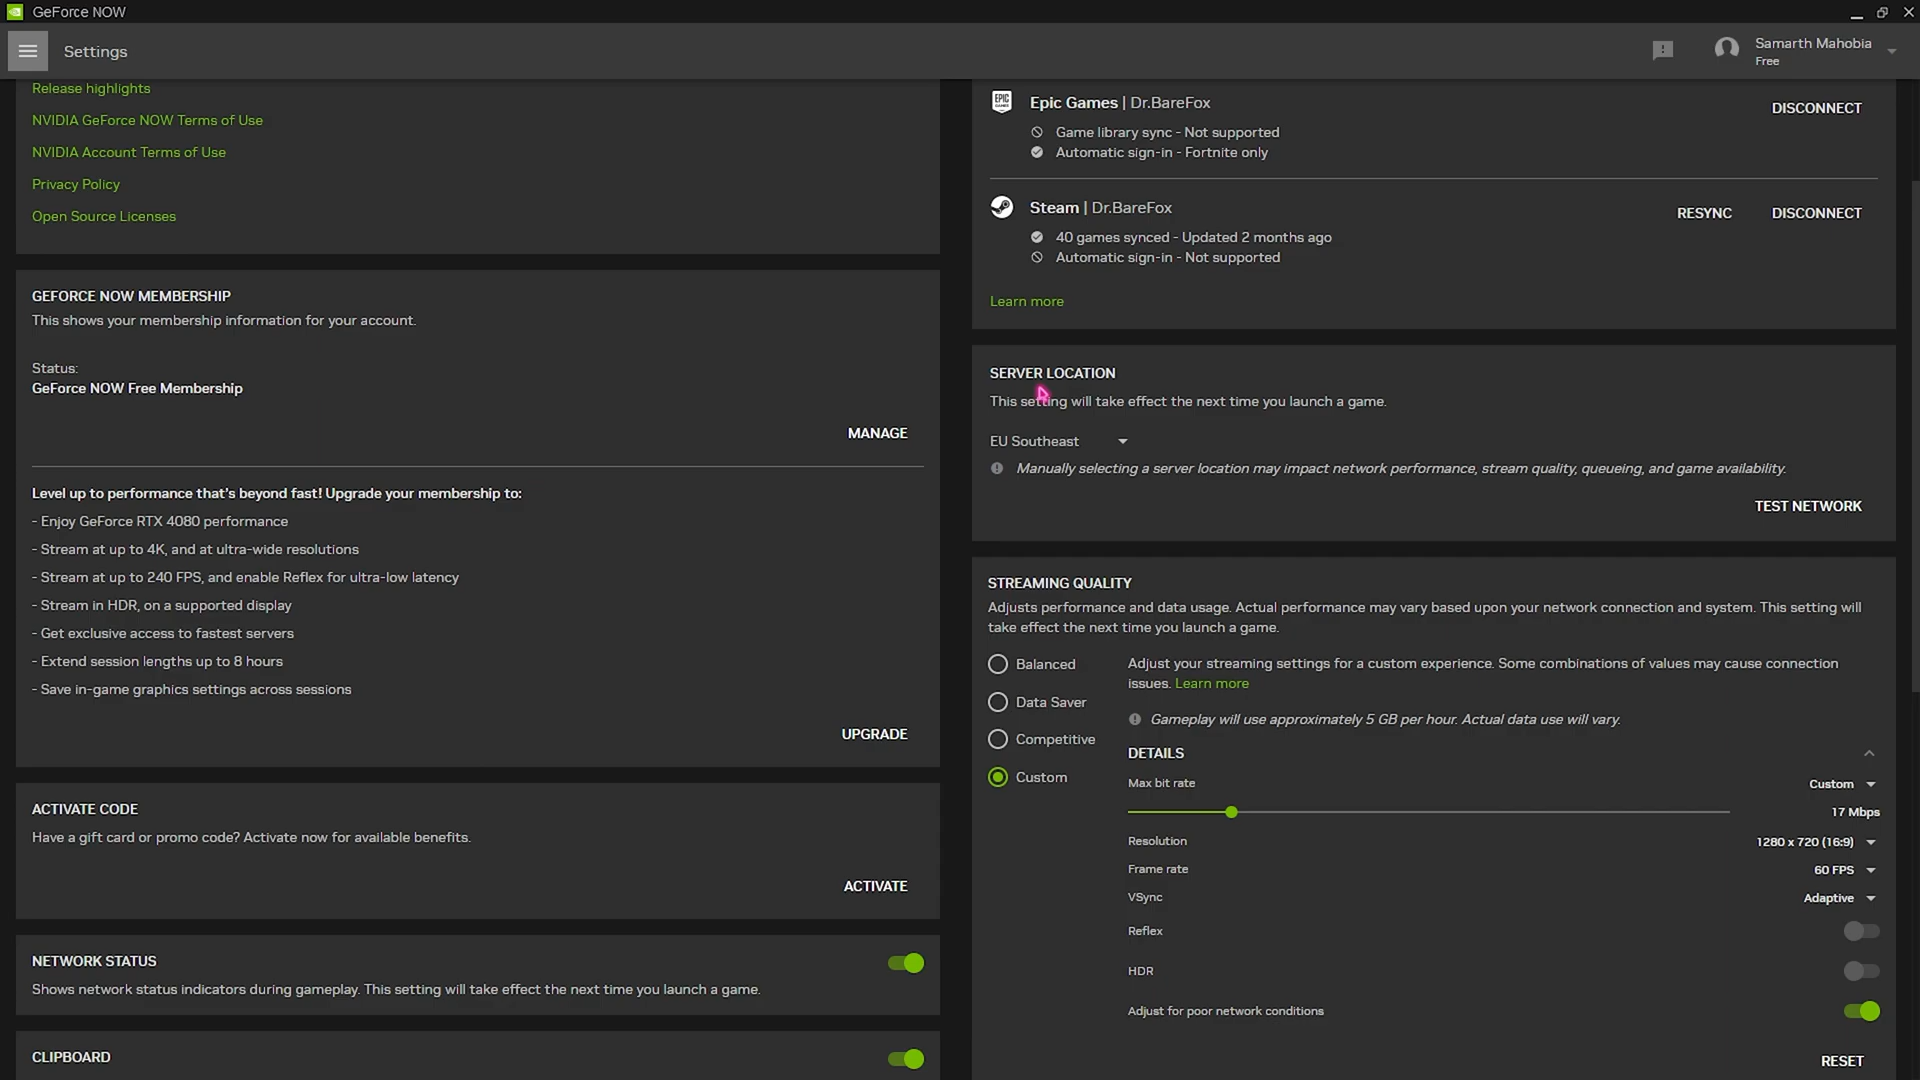 GeForce NOW
Settings
Samarth Mahobia
Free
Release highlights
NVIDIA GeForce NOW Terms of Use
NVIDIA Account Terms of Use
Privacy Policy
Open Source Licenses
GEFORCE NOW MEMBERSHIP
This shows your membership information for your account.
Status:
GeForce NOW Free Membership
MANAGE
Level up to performance that's beyond fast! Upgrade your membership to:
- Enjoy GeForce RTX 4080 performance
- Stream at up to 4K, and at ultra-wide resolutions
- Stream at up to 240 FPS, and enable Reflex for ultra-low latency
- Stream in HDR, on a supported display
- Get exclusive access to fastest servers
- Extend session lengths up to 8 hours
- Save in-game graphics settings across sessions
UPGRADE
ACTIVATE CODE
Have a gift card or promo code? Activate now for available benefits.
ACTIVATE
NETWORK STATUS
Shows network status indicators during gameplay. This setting will take effect the next time you launch a game.
CLIPBOARD
EPIC GAMES
Epic Games | Dr.BareFox
DISCONNECT
Game library sync - Not supported
Automatic sign-in - Fortnite only
Steam | Dr.BareFox
RESYNC DISCONNECT
40 games synced - Updated 2 months ago
Automatic sign-in - Not supported
Learn more
SERVER LOCATION
This setting will take effect the next time you launch a game.
EU Southeast
Manually selecting a server location may impact network performance, stream quality, queueing, and game availability.
TEST NETWORK
STREAMING QUALITY
Adjusts performance and data usage. Actual performance may vary based upon your network connection and system. This setting will
take effect the next time you launch a game.
Balanced
Data Saver
Competitive
Custom
Adjust your streaming settings for a custom experience. Some combinations of values may cause connection
issues. Learn more
Gameplay will use approximately 5 GB per hour. Actual data use will vary.
DETAILS
Max bit rate Custom
17 Mbps
Resolution 1280 x 720 (16:9)
Frame rate 60 FPS
VSync Adaptive
Reflex
HDR
Adjust for poor network conditions
RESET